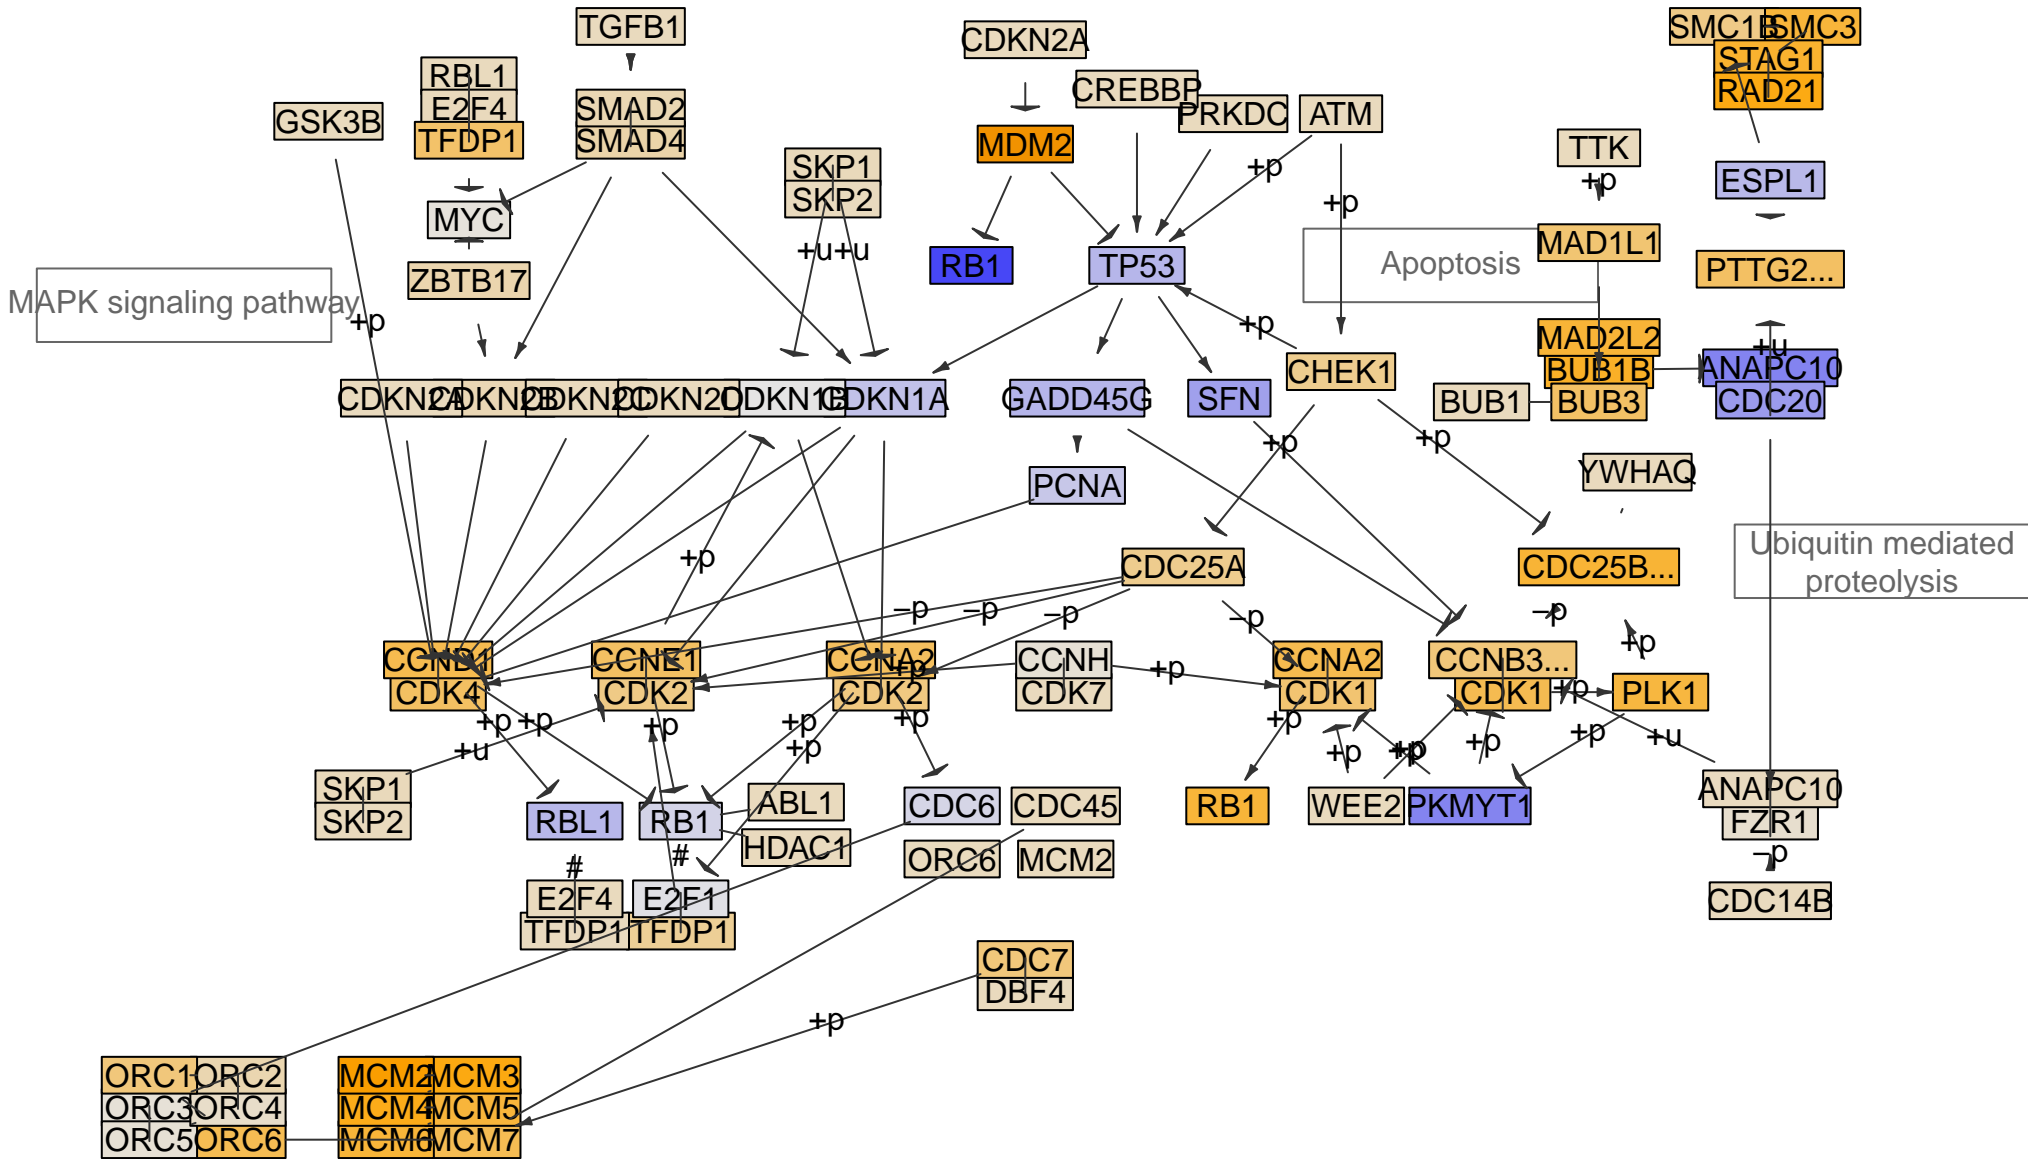 TGFB1
CDKN2A
SMC1B
SMC3
STAG1
RAD21
RBL1
E2F4
TFDP1
GSK3B
SMAD2
SMAD4
CREBBP
PRKDC
ATM
MDM2
TTK
+p
SKP1
SKP2
ESPL1
MYC
+p
+p
+u
+u
MAD1L1
RB1
TP53
Apoptosis
PTTG2...
ZBTB17
MAPK signaling pathway
+p
+p
MAD2L2
+u
ANAPC10
BUB1B
CHEK1
CDKN2A
CDKN2B
CDKN2C
CDKN2D
CDKN1B
CDKN1A
GADD45G
SFN
BUB1
BUB3
CDC20
+p
+p
YWHAQ
PCNA
Ubiquitin mediated
proteolysis
+p
CDC25A
CDC25B...
−p
−p
−p
−p
−p
+p
CCND1
CDK4
CCNE1
CDK2
CCNA2
CDK2
+p
CCNH
CDK7
+p
CCNA2
CDK1
CCNB3...
CDK1
+p
PLK1
+p
+p
+p
+p
+p
+p
+p
+u
+p
+p
+p
+p
+p
+p
+u
SKP1
SKP2
RBL1
RB1
ABL1
HDAC1
CDC6
CDC45
ORC6
MCM2
RB1
WEE2
PKMYT1
ANAPC10
FZR1
−p
CDC14B
#
#
E2F4
TFDP1
E2F1
TFDP1
CDC7
DBF4
+p
ORC1
ORC2
ORC3
ORC4
ORC5
ORC6
MCM2
MCM3
MCM4
MCM5
MCM6
MCM7